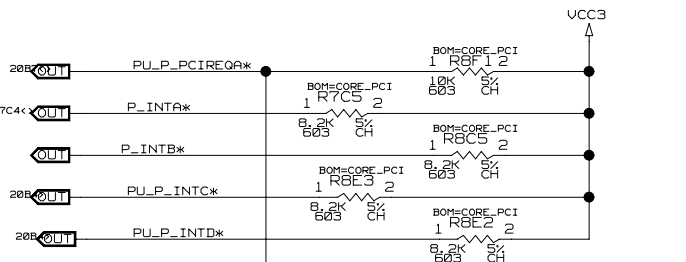 VCC3
BOM=CORE_PCI
PU_P_PCIREQA* 1 R8F1 2
OUT 10K 5%
603 CH
BOM=CORE_PCI
P_INTA* 1 R7C5 2
7C4<> OUT 8.2K 5%
603 CH
BOM=CORE_PCI
P_INTB* 1 R8C5 2
OUT 8.2K 5%
603 CH
BOM=CORE_PCI
PU_P_INTC* 1 R8E3 2
OUT 8.2K 5%
603 CH
BOM=CORE_PCI
PU_P_INTD* 1 R8E2 2
OUT 8.2K 5%
603 CH